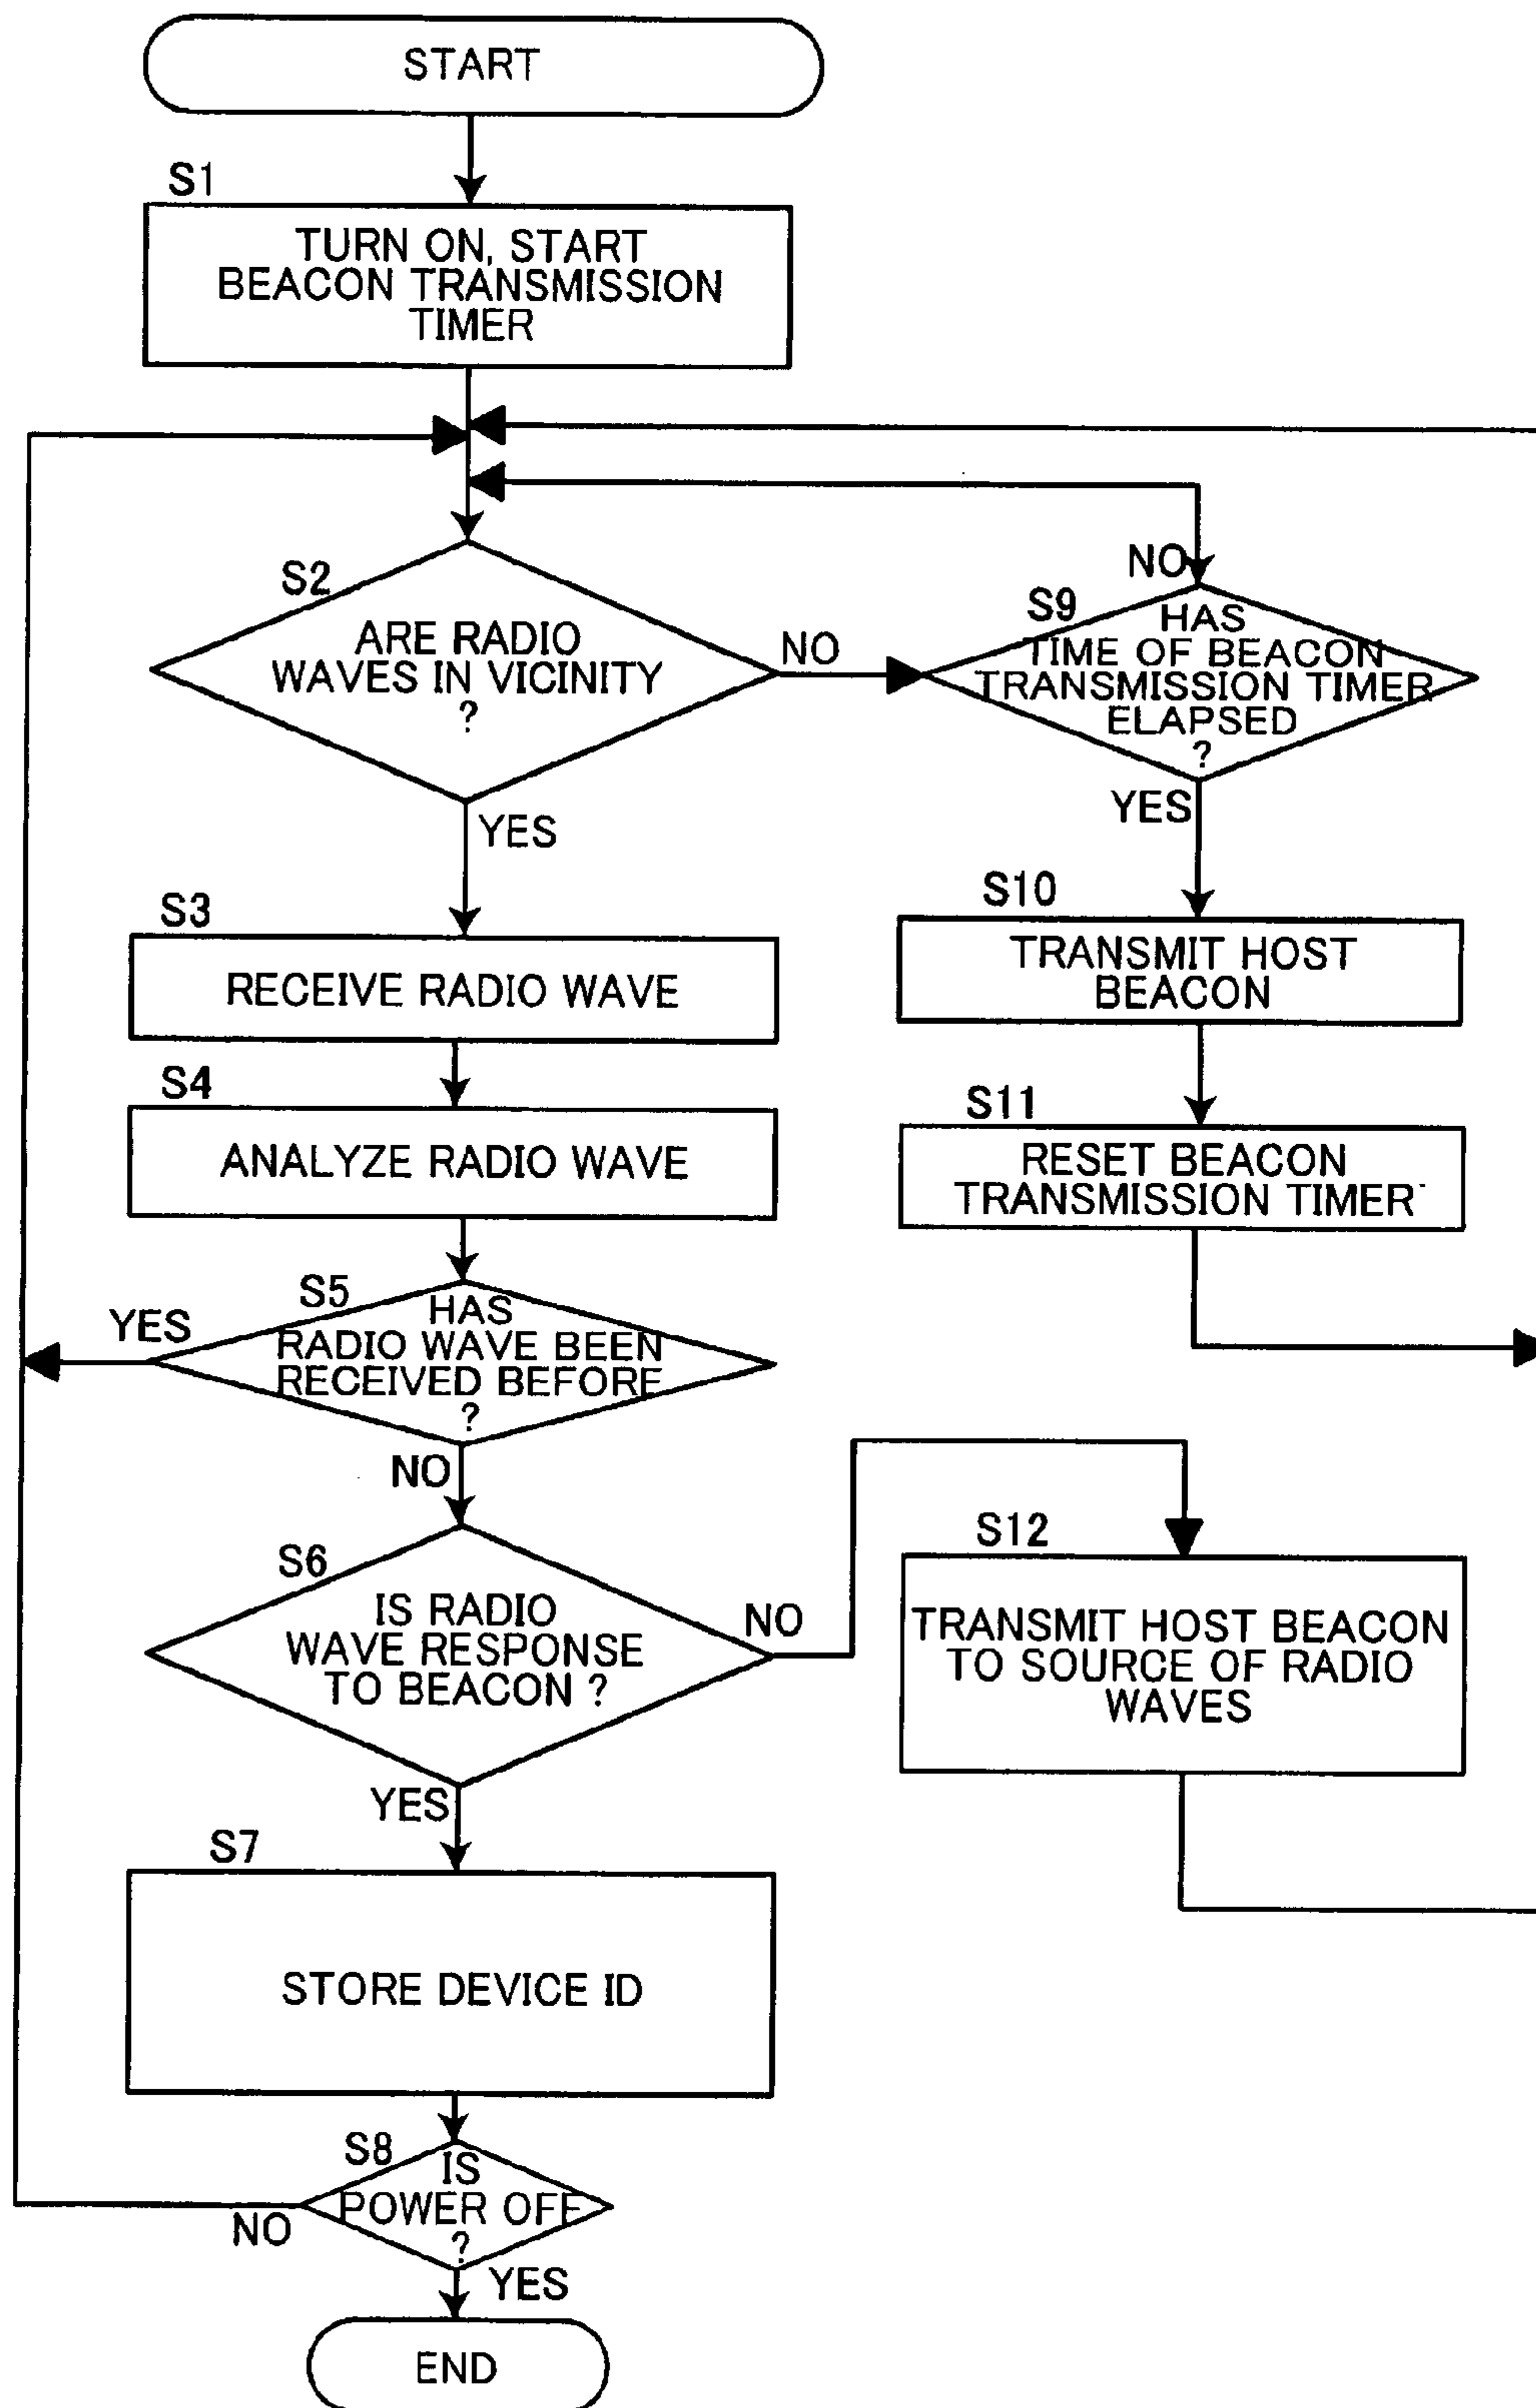 START
S1
TURN ON, START
BEACON TRANSMISSION
TIMER
S2
ARE RADIO
WAVES IN VICINITY
?
NO
YES
NO
S9
HAS
TIME OF BEACON
TRANSMISSION TIMER
ELAPSED
?
YES
S3
RECEIVE RADIO WAVE
S10
TRANSMIT HOST
BEACON
S4
ANALYZE RADIO WAVE
S11
RESET BEACON
TRANSMISSION TIMER
S5
HAS
RADIO WAVE BEEN
RECEIVED BEFORE
?
YES
NO
S6
IS RADIO
WAVE RESPONSE
TO BEACON ?
NO
YES
S12
TRANSMIT HOST BEACON
TO SOURCE OF RADIO
WAVES
S7
STORE DEVICE ID
S8
IS
POWER OFF
?
NO
YES
END